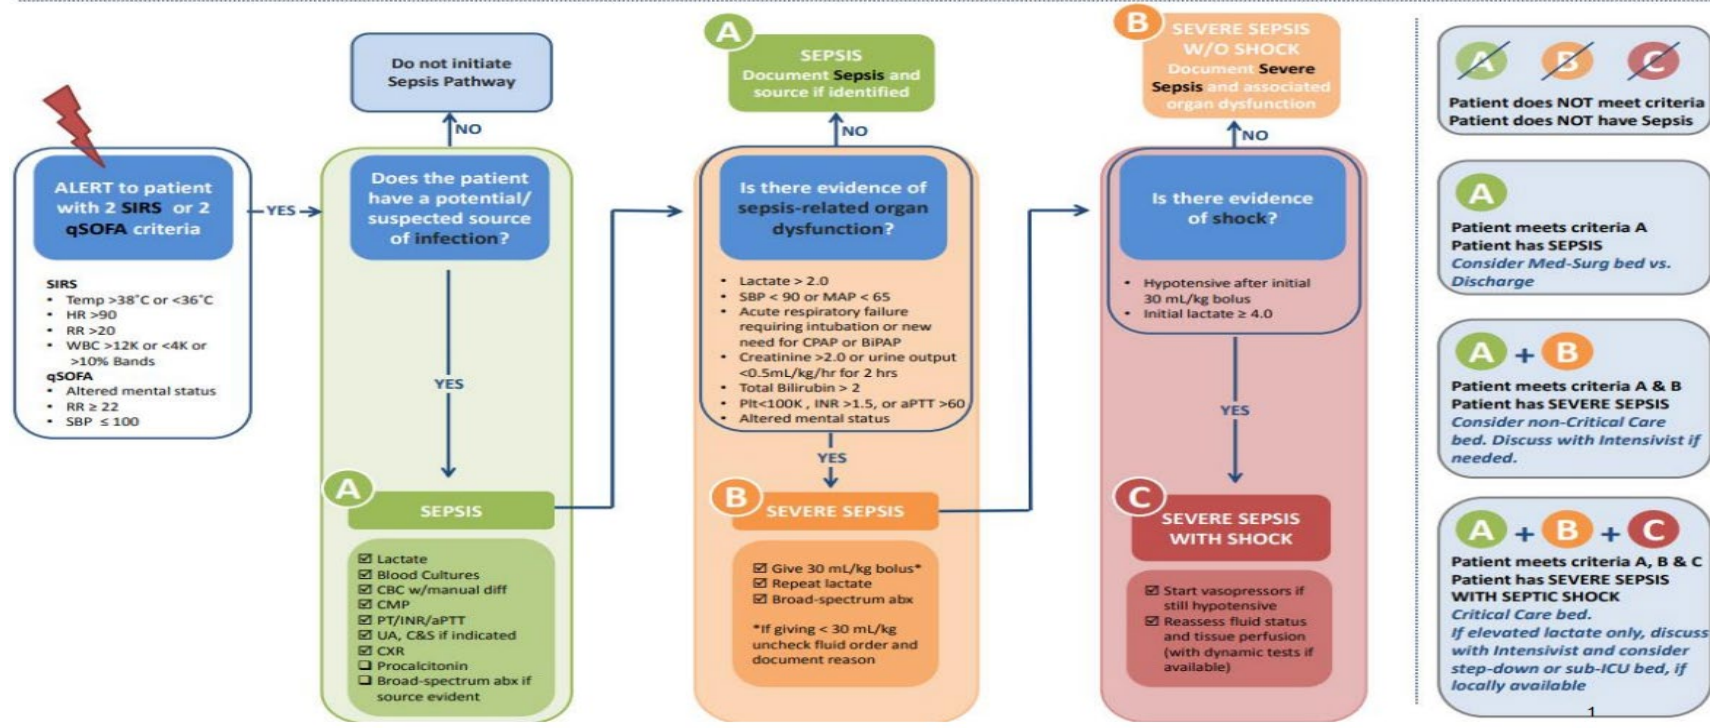 ALERT to patient
with 2 SIRS or 2
qSOFA criteria
SIRS
• Temp >38˚C or <36˚C
• HR >90
• RR >20
• WBC >12K or <4K or
>10% Bands
qSOFA
• Altered mental status
• RR ≥ 22
• SBP ≤ 100
YES
Do not initiate
Sepsis Pathway
NO
Does the patient
have a potential/
suspected source
of infection?
YES
A
SEPSIS
☑ Lactate
☑ Blood Cultures
☑ CBC w/manual diff
☑ CMP
☑ PT/INR/aPTT
☑ UA, C&S if indicated
☑ CXR
❑ Procalcitonin
❑ Broad-spectrum abx if
source evident
A
SEPSIS
Document Sepsis and
source if identified
NO
Is there evidence of
sepsis-related organ
dysfunction?
• Lactate > 2.0
• SBP < 90 or MAP < 65
• Acute respiratory failure
requiring intubation or new
need for CPAP or BiPAP
• Creatinine >2.0 or urine output
<0.5mL/kg/hr for 2 hrs
• Total Bilirubin > 2
• Plt<100K , INR >1.5, or aPTT >60
• Altered mental status
YES
B
SEVERE SEPSIS
☑ Give 30 mL/kg bolus*
☑ Repeat lactate
☑ Broad-spectrum abx
*If giving < 30 mL/kg
uncheck fluid order and
document reason
B
SEVERE SEPSIS
W/O SHOCK
Document Severe
Sepsis and associated
organ dysfunction
NO
Is there evidence
of shock?
• Hypotensive after initial
30 mL/kg bolus
• Initial lactate ≥ 4.0
YES
C
SEVERE SEPSIS
WITH SHOCK
☑ Start vasopressors if
still hypotensive
☑ Reassess fluid status
and tissue perfusion
(with dynamic tests if
available)
A B C
Patient does NOT meet criteria
Patient does NOT have Sepsis
A
Patient meets criteria A
Patient has SEPSIS
Consider Med-Surg bed vs.
Discharge
A + B
Patient meets criteria A & B
Patient has SEVERE SEPSIS
Consider non-Critical Care
bed. Discuss with Intensivist if
needed.
A + B + C
Patient meets criteria A, B & C
Patient has SEVERE SEPSIS
WITH SEPTIC SHOCK
Critical Care bed.
If elevated lactate only, discuss
with Intensivist and consider
step-down or sub-ICU bed, if
locally available
1